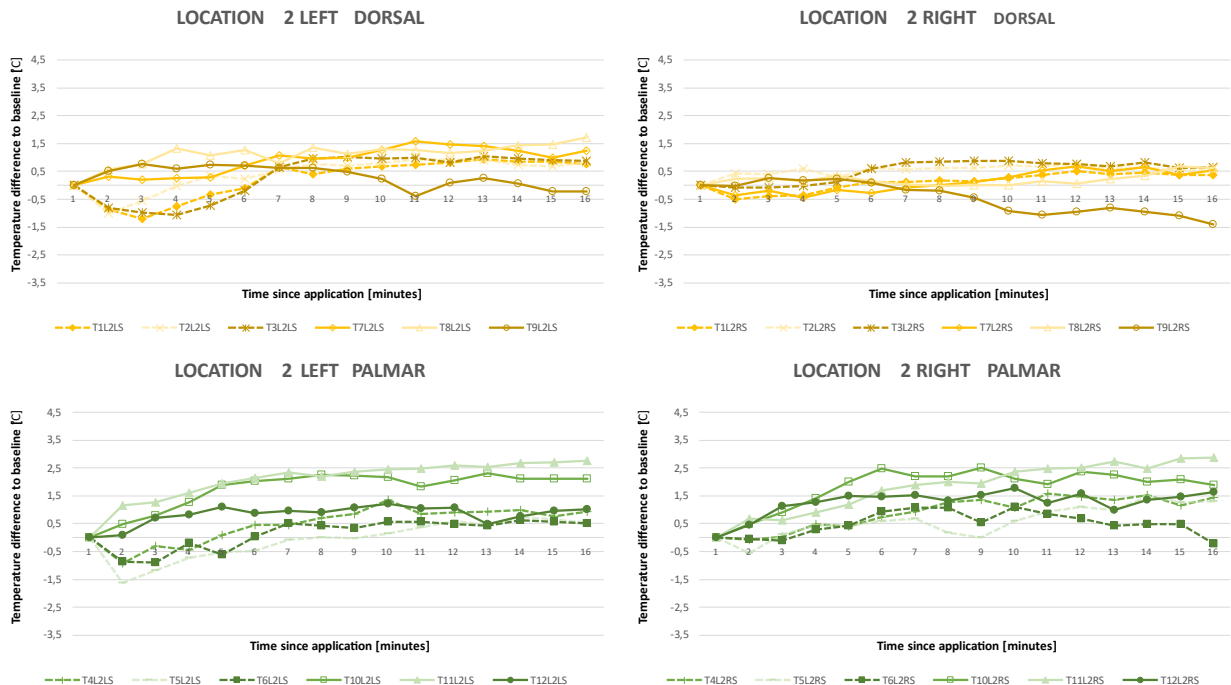 LOCATION 2 LEFT DORSAL
Temperature difference to baseline [C]
4,5
3,5
2,5
1,5
0,5
-0,5
-1,5
-2,5
-3,5
1 2 3 4 5 6 7 8 9 10 11 12 13 14 15 16
Time since application [minutes]
T1L2LS T2L2LS T3L2LS T7L2LS T8L2LS T9L2LS
LOCATION 2 RIGHT DORSAL
Temperature difference to baseline [C]
4,5
3,5
2,5
1,5
0,5
-0,5
-1,5
-2,5
-3,5
1 2 3 4 5 6 7 8 9 10 11 12 13 14 15 16
Time since application [minutes]
T1L2RS T2L2RS T3L2RS T7L2RS T8L2RS T9L2RS
LOCATION 2 LEFT PALMAR
Temperature difference to baseline [C]
4,5
3,5
2,5
1,5
0,5
-0,5
-1,5
-2,5
-3,5
1 2 3 4 5 6 7 8 9 10 11 12 13 14 15 16
Time since application [minutes]
T4L2LS T5L2LS T6L2LS T10L2LS T11L2LS T12L2LS
LOCATION 2 RIGHT PALMAR
Temperature difference to baseline [C]
4,5
3,5
2,5
1,5
0,5
-0,5
-1,5
-2,5
-3,5
1 2 3 4 5 6 7 8 9 10 11 12 13 14 15 16
Time since application [minutes]
T4L2RS T5L2RS T6L2RS T10L2RS T11L2RS T12L2RS